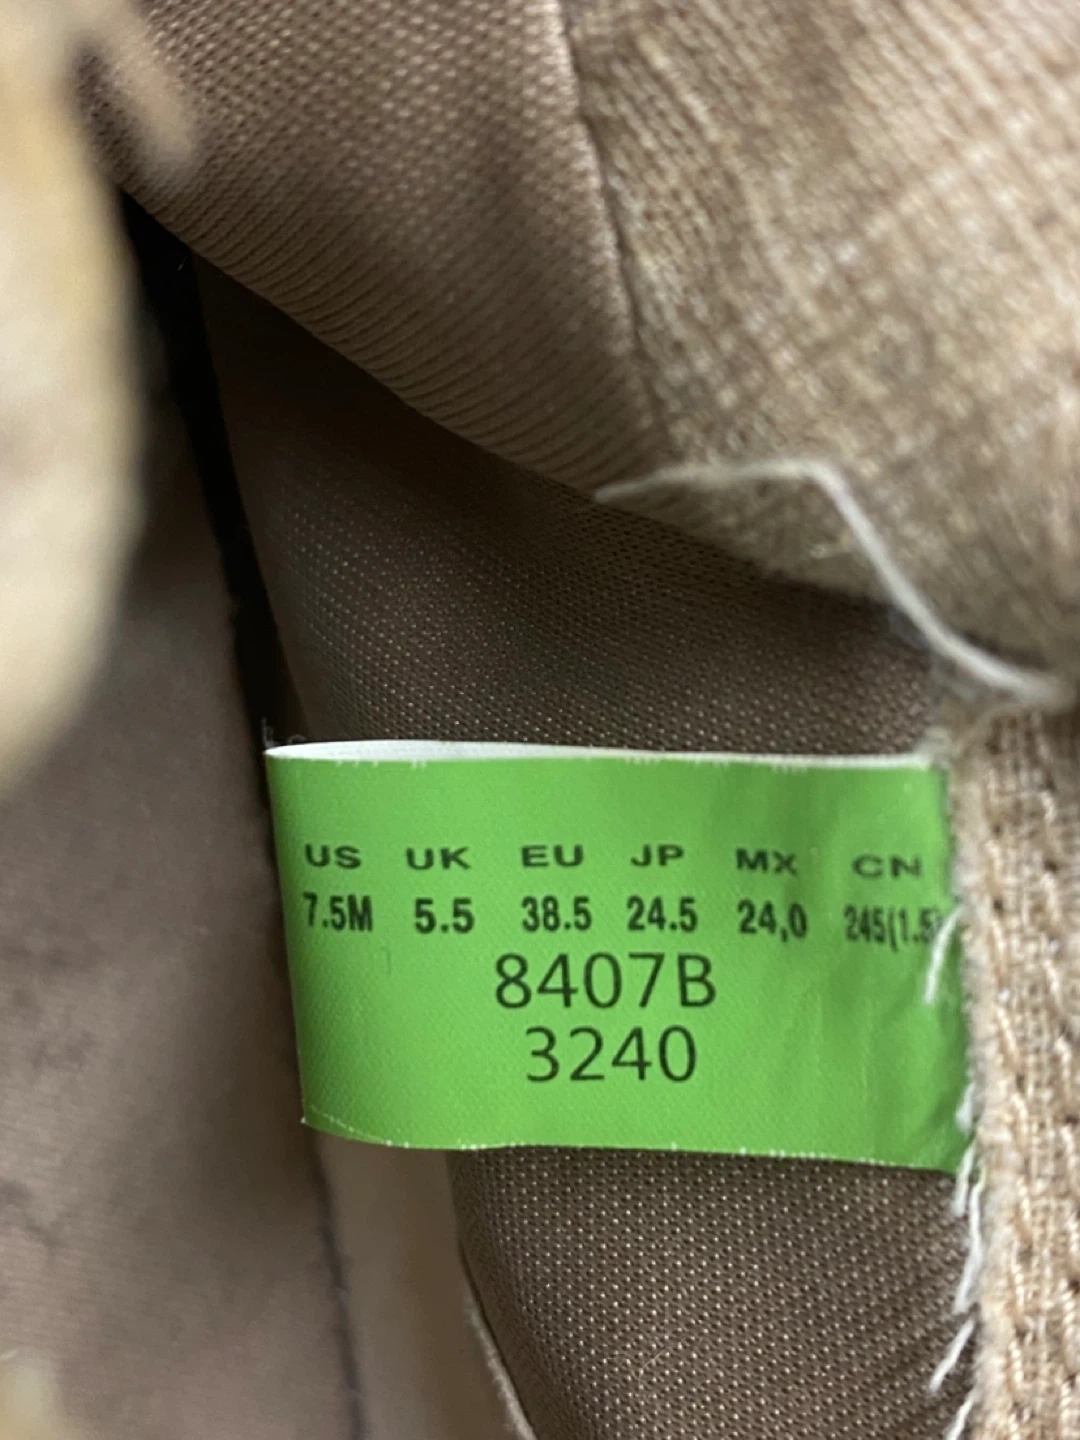 US UK EU JP MX CN
7.5M 5.5 38.5 24.5 24,0 245(1.5)
8407B
3240